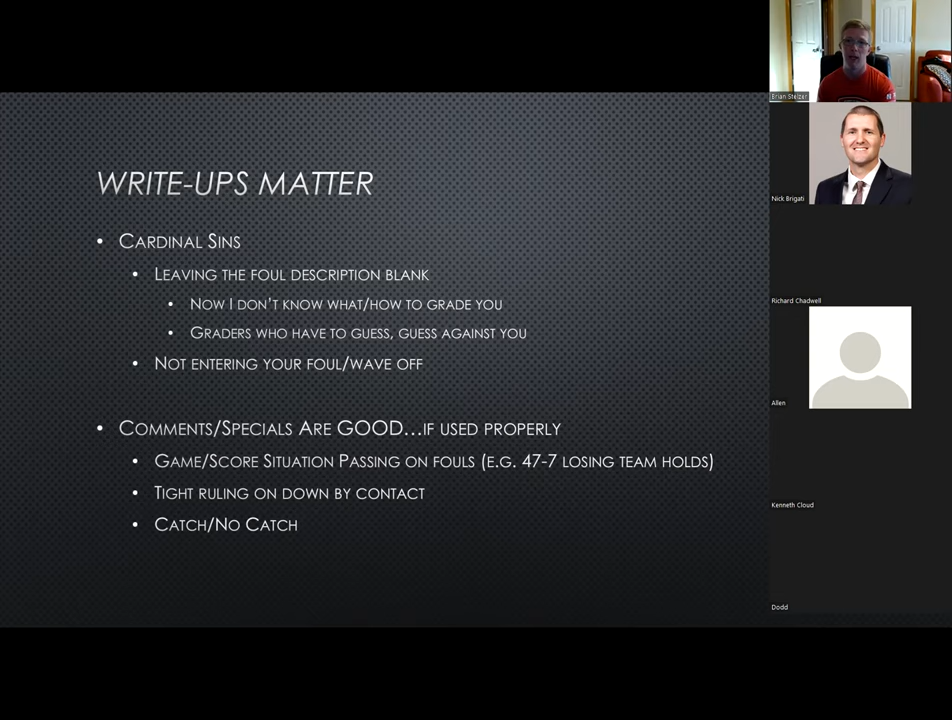 WRITE-UPS MATTER
• CARDINAL SINS
• LEAVING THE FOUL DESCRIPTION BLANK
• NOW I DON'T KNOW WHAT/HOW TO GRADE YOU
• GRADERS WHO HAVE TO GUESS, GUESS AGAINST YOU
• NOT ENTERING YOUR FOUL/WAVE OFF
• COMMENTS/SPECIALS ARE GOOD...IF USED PROPERLY
• GAME/SCORE SITUATION PASSING ON FOULS (E.G. 47-7 LOSING TEAM HOLDS)
• TIGHT RULING ON DOWN BY CONTACT
• CATCH/NO CATCH
Brian Stelzer
Nick Brigati
Richard Chadwell
Allen
Kenneth Cloud
Dodd